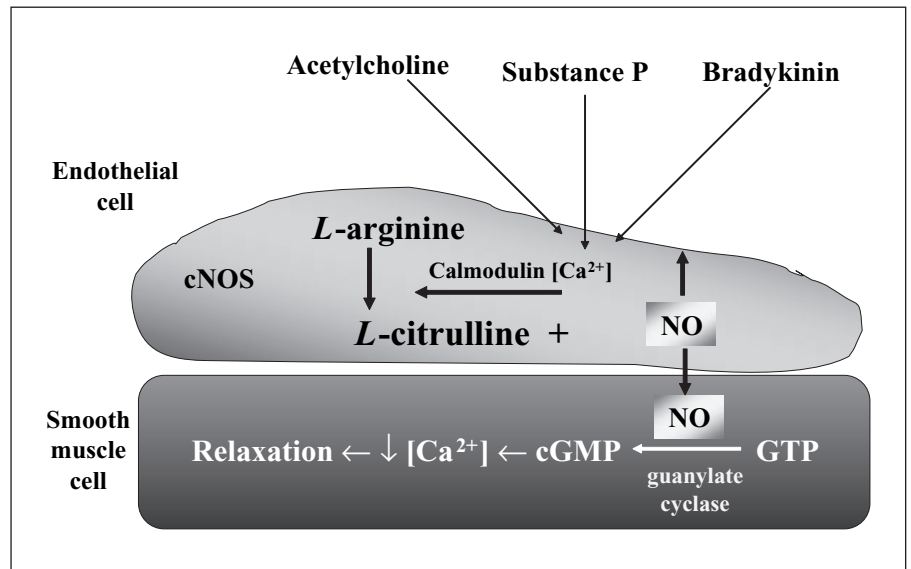 Acetylcholine
Substance P
Bradykinin
Endothelial
cell
L-arginine
cNOS
Calmodulin [Ca²⁺]
L-citrulline +
NO
Smooth
muscle
cell
NO
Relaxation ← ↓ [Ca²⁺] ← cGMP ← GTP
guanylate
cyclase